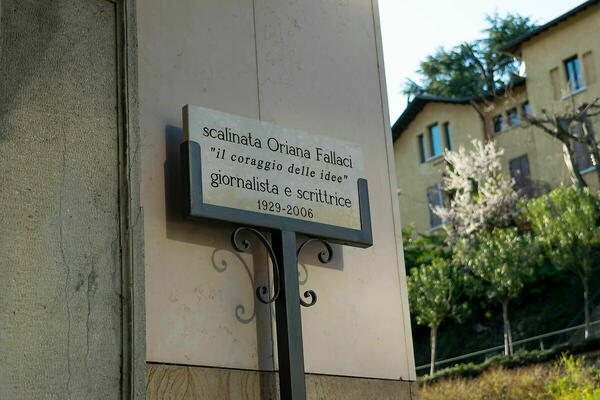 scalinata Oriana Fallaci
"il coraggio delle idee"
giornalista e scrittrice
1929-2006